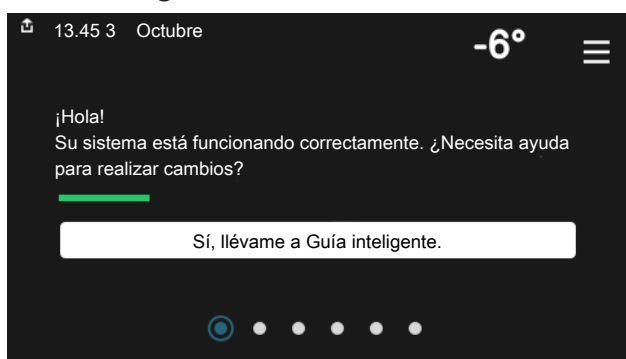 13.45 3 Octubre
-6°
¡Hola!
Su sistema está funcionando correctamente. ¿Necesita ayuda
para realizar cambios?
Sí, llévame a Guía inteligente.